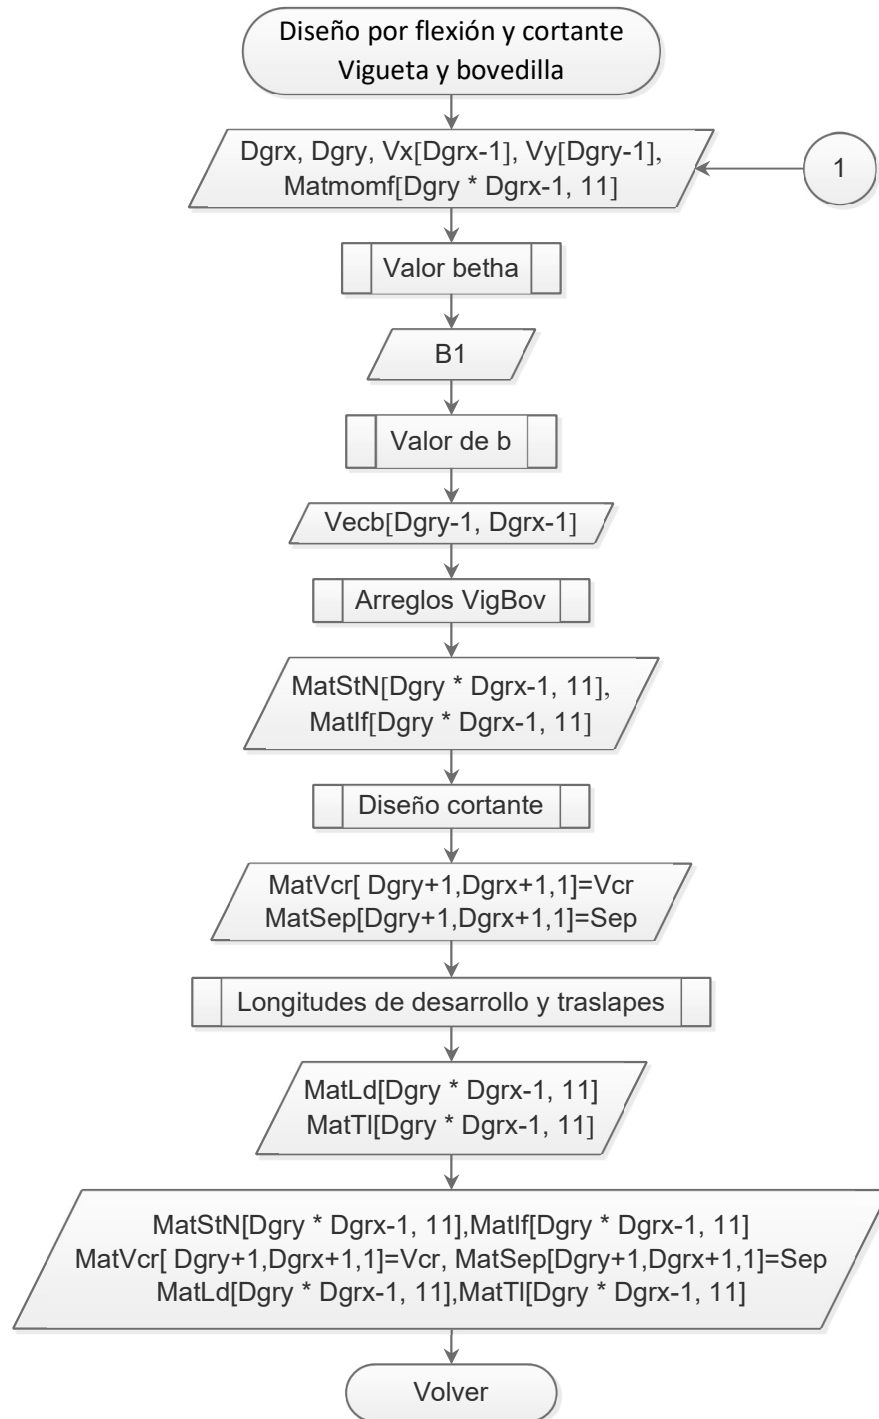 Diseño por flexión y cortante
Vigueta y bovedilla
Dgrx, Dgry, Vx[Dgrx-1], Vy[Dgry-1],
Matmomf[Dgry * Dgrx-1, 11]
1
Valor betha
B1
Valor de b
Vecb[Dgry-1, Dgrx-1]
Arreglos VigBov
MatStN[Dgry * Dgrx-1, 11],
MatIf[Dgry * Dgrx-1, 11]
Diseño cortante
MatVcr[ Dgry+1,Dgrx+1,1]=Vcr
MatSep[Dgry+1,Dgrx+1,1]=Sep
Longitudes de desarrollo y traslapes
MatLd[Dgry * Dgrx-1, 11]
MatTl[Dgry * Dgrx-1, 11]
MatStN[Dgry * Dgrx-1, 11],MatIf[Dgry * Dgrx-1, 11]
MatVcr[ Dgry+1,Dgrx+1,1]=Vcr, MatSep[Dgry+1,Dgrx+1,1]=Sep
MatLd[Dgry * Dgrx-1, 11],MatTl[Dgry * Dgrx-1, 11]
Volver